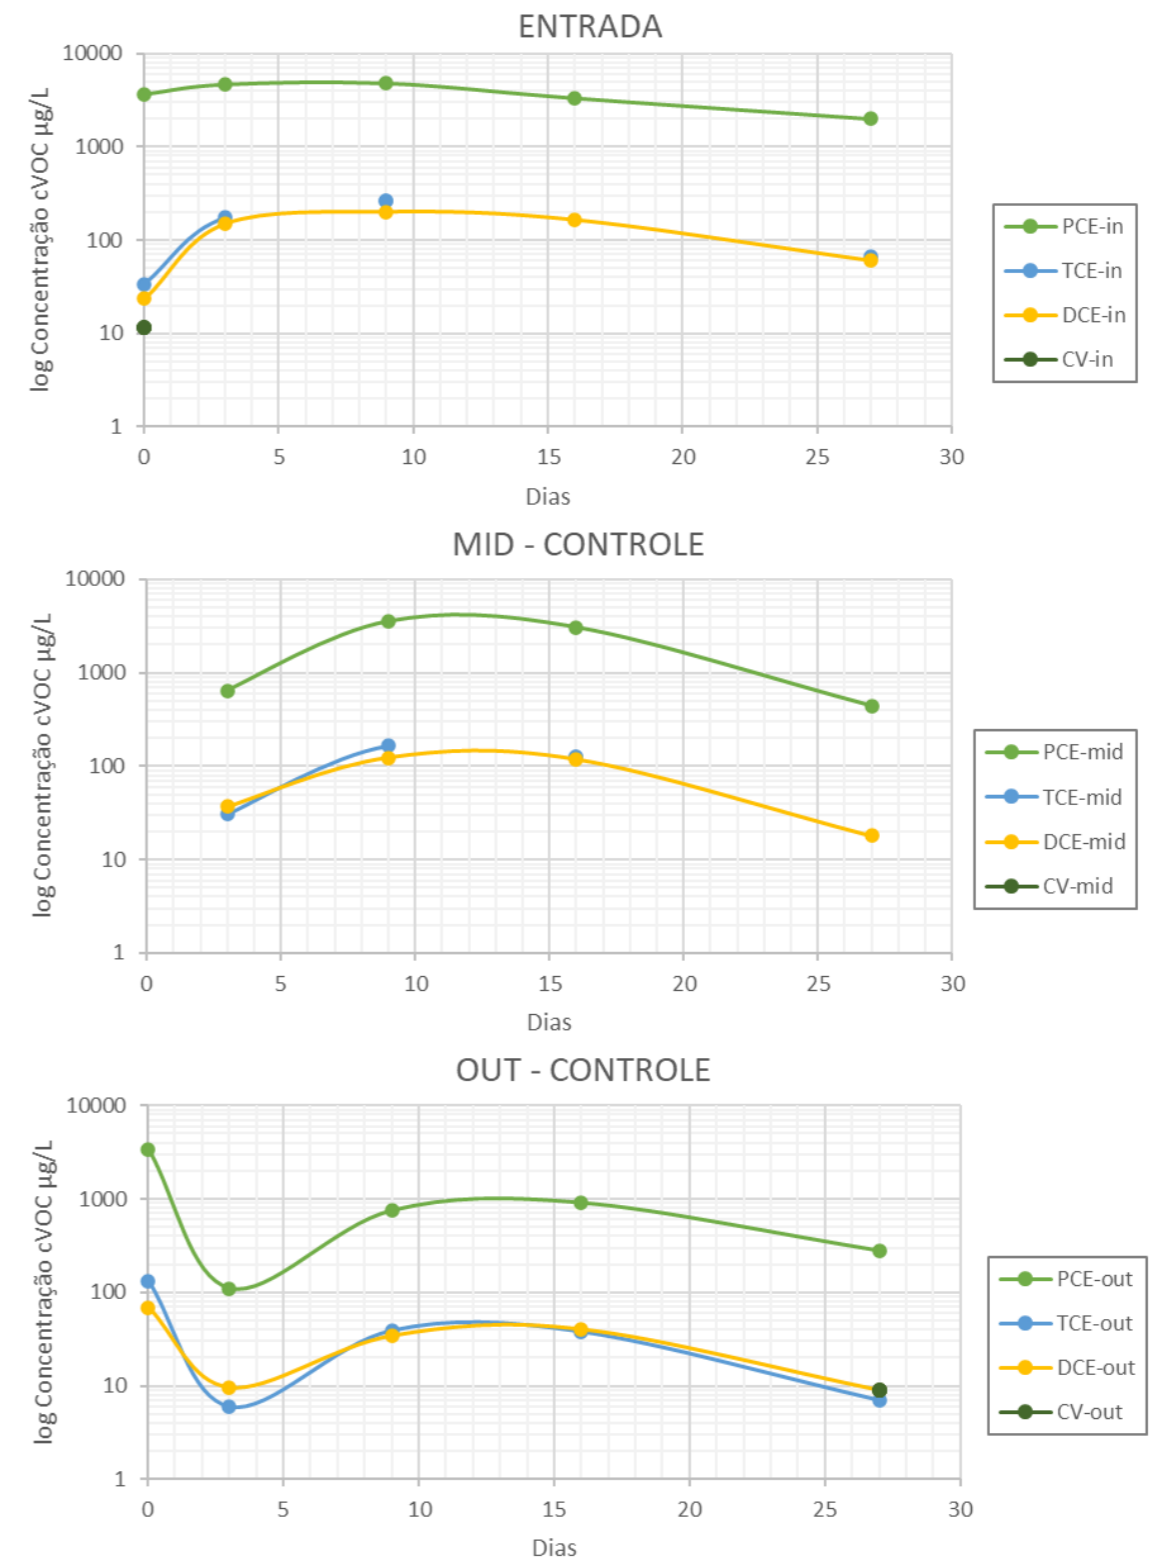 ENTRADA
log Concentração cVOC µg/L
10000
1000
100
10
1
0 5 10 15 20 25 30
Dias
PCE-in
TCE-in
DCE-in
CV-in
MID - CONTROLE
log Concentração cVOC µg/L
10000
1000
100
10
1
0 5 10 15 20 25 30
Dias
PCE-mid
TCE-mid
DCE-mid
CV-mid
OUT - CONTROLE
log Concentração cVOC µg/L
10000
1000
100
10
1
0 5 10 15 20 25 30
Dias
PCE-out
TCE-out
DCE-out
CV-out